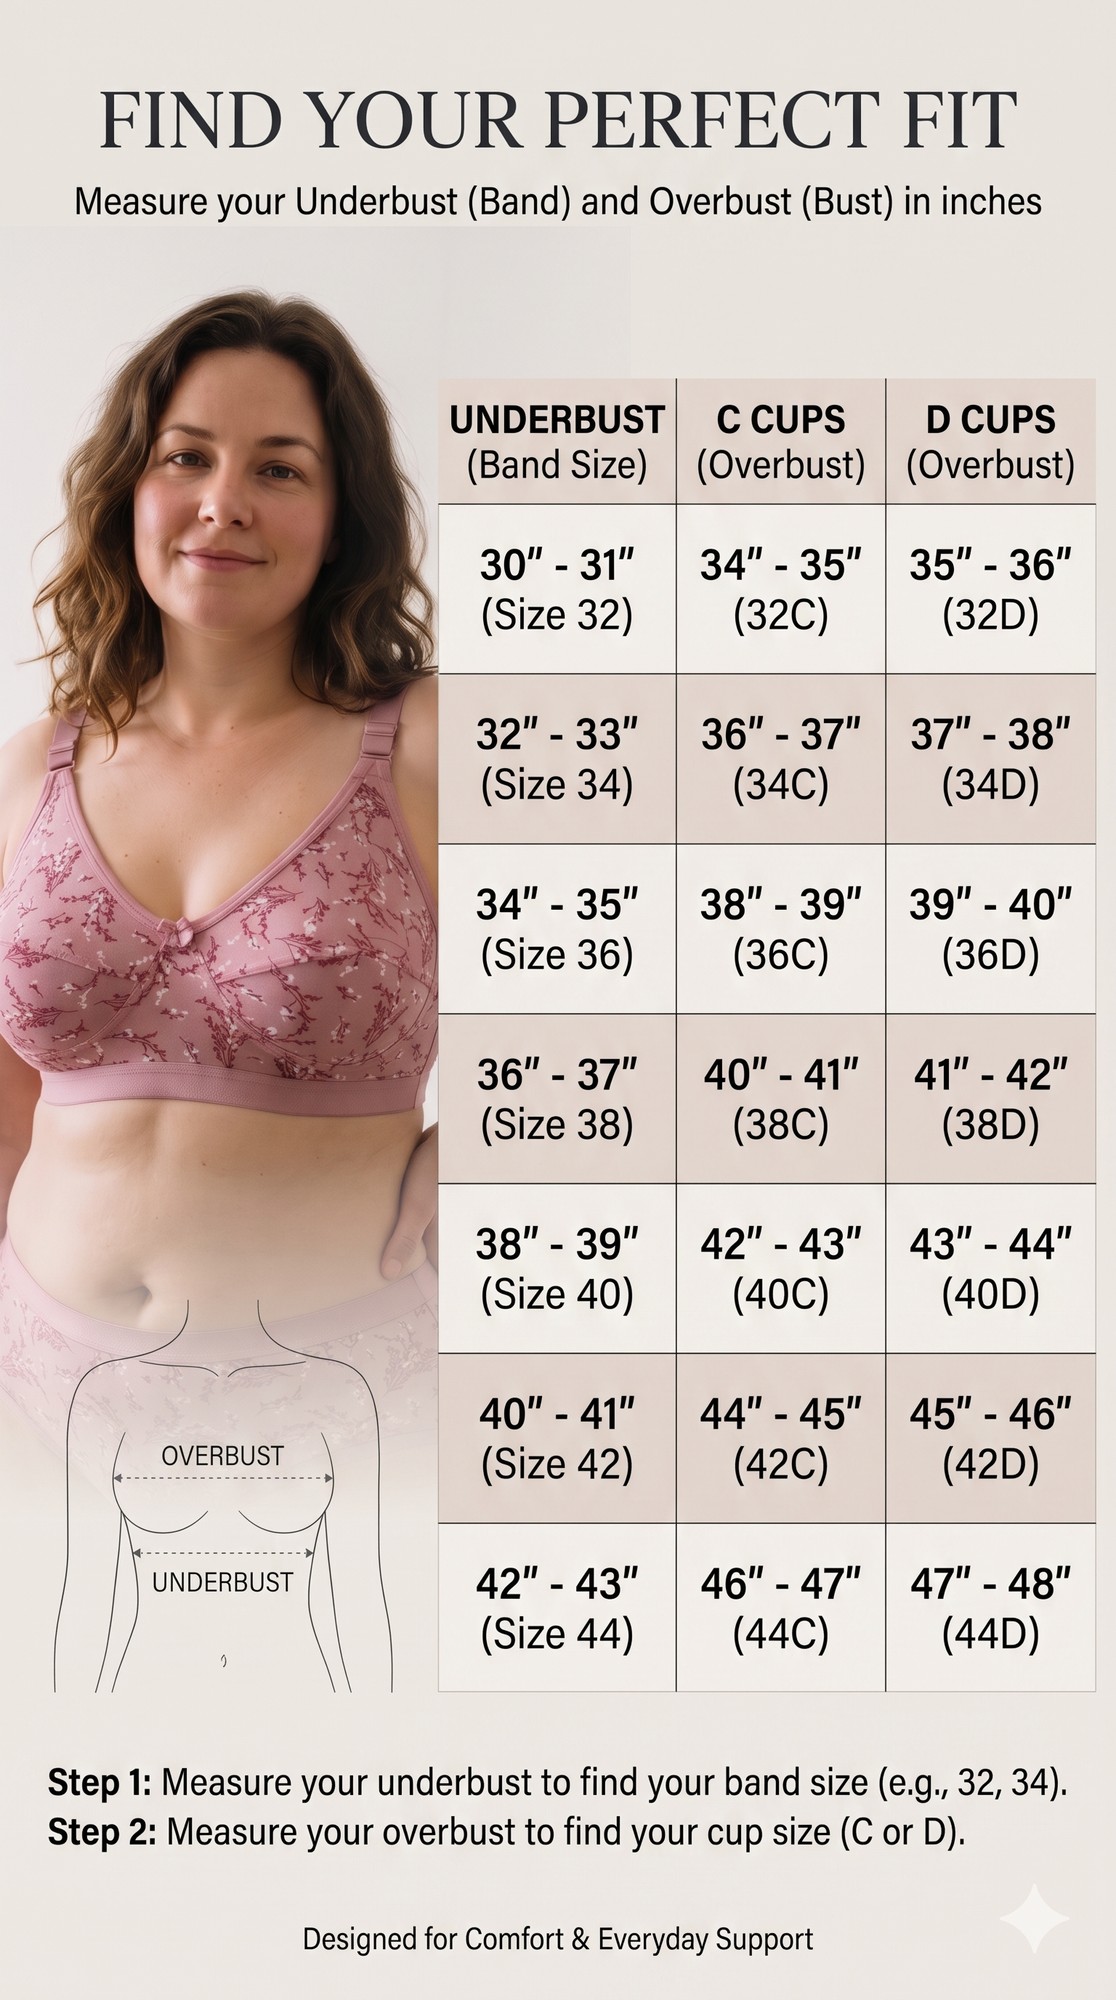 FIND YOUR PERFECT FIT
Measure your Underbust (Band) and Overbust (Bust) in inches
UNDERBUST C CUPS D CUPS
(Band Size) (Overbust) (Overbust)
30″ - 31″ 34″ - 35″ 35″ - 36″
(Size 32) (32C) (32D)
32″ - 33″ 36″ - 37″ 37″ - 38″
(Size 34) (34C) (34D)
34″ - 35″ 38″ - 39″ 39″ - 40″
(Size 36) (36C) (36D)
36″ - 37″ 40″ - 41″ 41″ - 42″
(Size 38) (38C) (38D)
38″ - 39″ 42″ - 43″ 43″ - 44″
(Size 40) (40C) (40D)
40″ - 41″ 44″ - 45″ 45″ - 46″
(Size 42) (42C) (42D)
42″ - 43″ 46″ - 47″ 47″ - 48″
(Size 44) (44C) (44D)
OVERBUST
UNDERBUST
Step 1: Measure your underbust to find your band size (e.g., 32, 34).
Step 2: Measure your overbust to find your cup size (C or D).
Designed for Comfort & Everyday Support